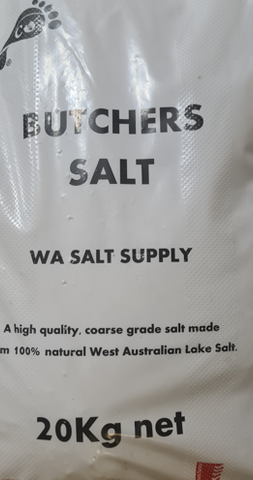 BUTCHERS
SALT
WA SALT SUPPLY
A high quality, coarse grade salt made
100% natural West Australian Lake Salt.
20Kg net